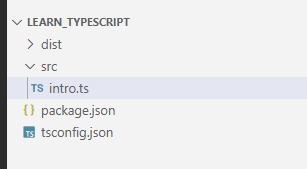 LEARN_TYPESCRIPT
dist
src
TS intro.ts
{} package.json
TS tsconfig.json